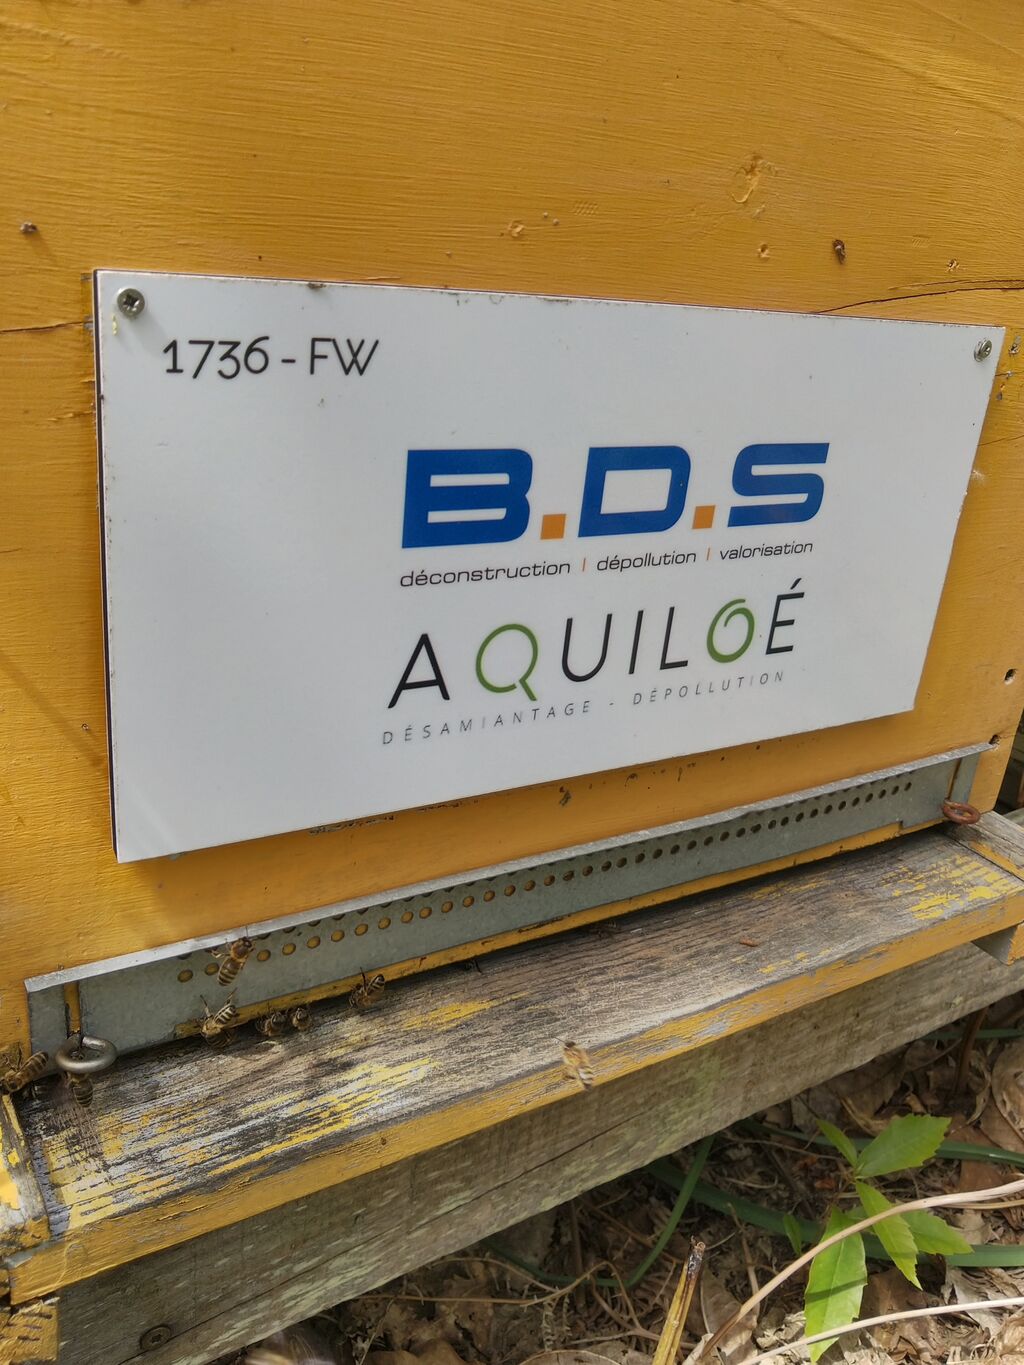 1736 - FW
B.D.S
déconstruction | dépollution | valorisation
AQUILOÉ
DÉSAMIANTAGE - DÉPOLLUTION